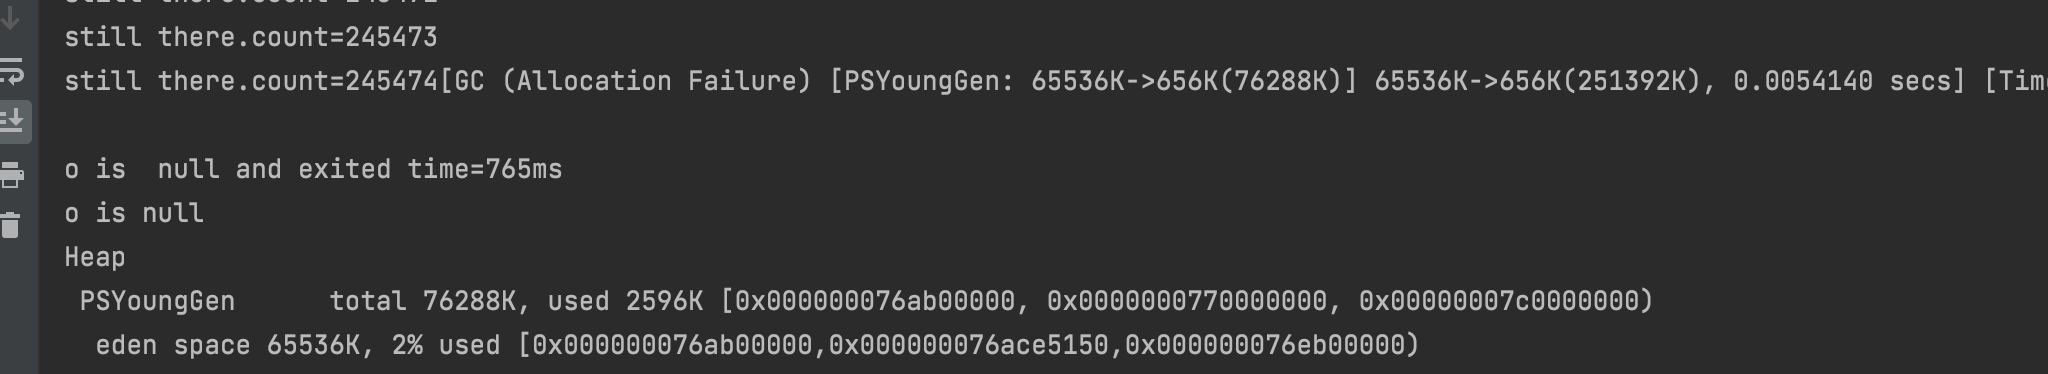 still there.count=245473
still there.count=245474[GC (Allocation Failure) [PSYoungGen: 65536K->656K(76288K)] 65536K->656K(251392K), 0.0054140 secs] [Tim
o is  null and exited time=765ms
o is null
Heap
 PSYoungGen      total 76288K, used 2596K [0x000000076ab00000, 0x0000000770000000, 0x00000007c0000000)
  eden space 65536K, 2% used [0x000000076ab00000,0x000000076ace5150,0x000000076eb00000)